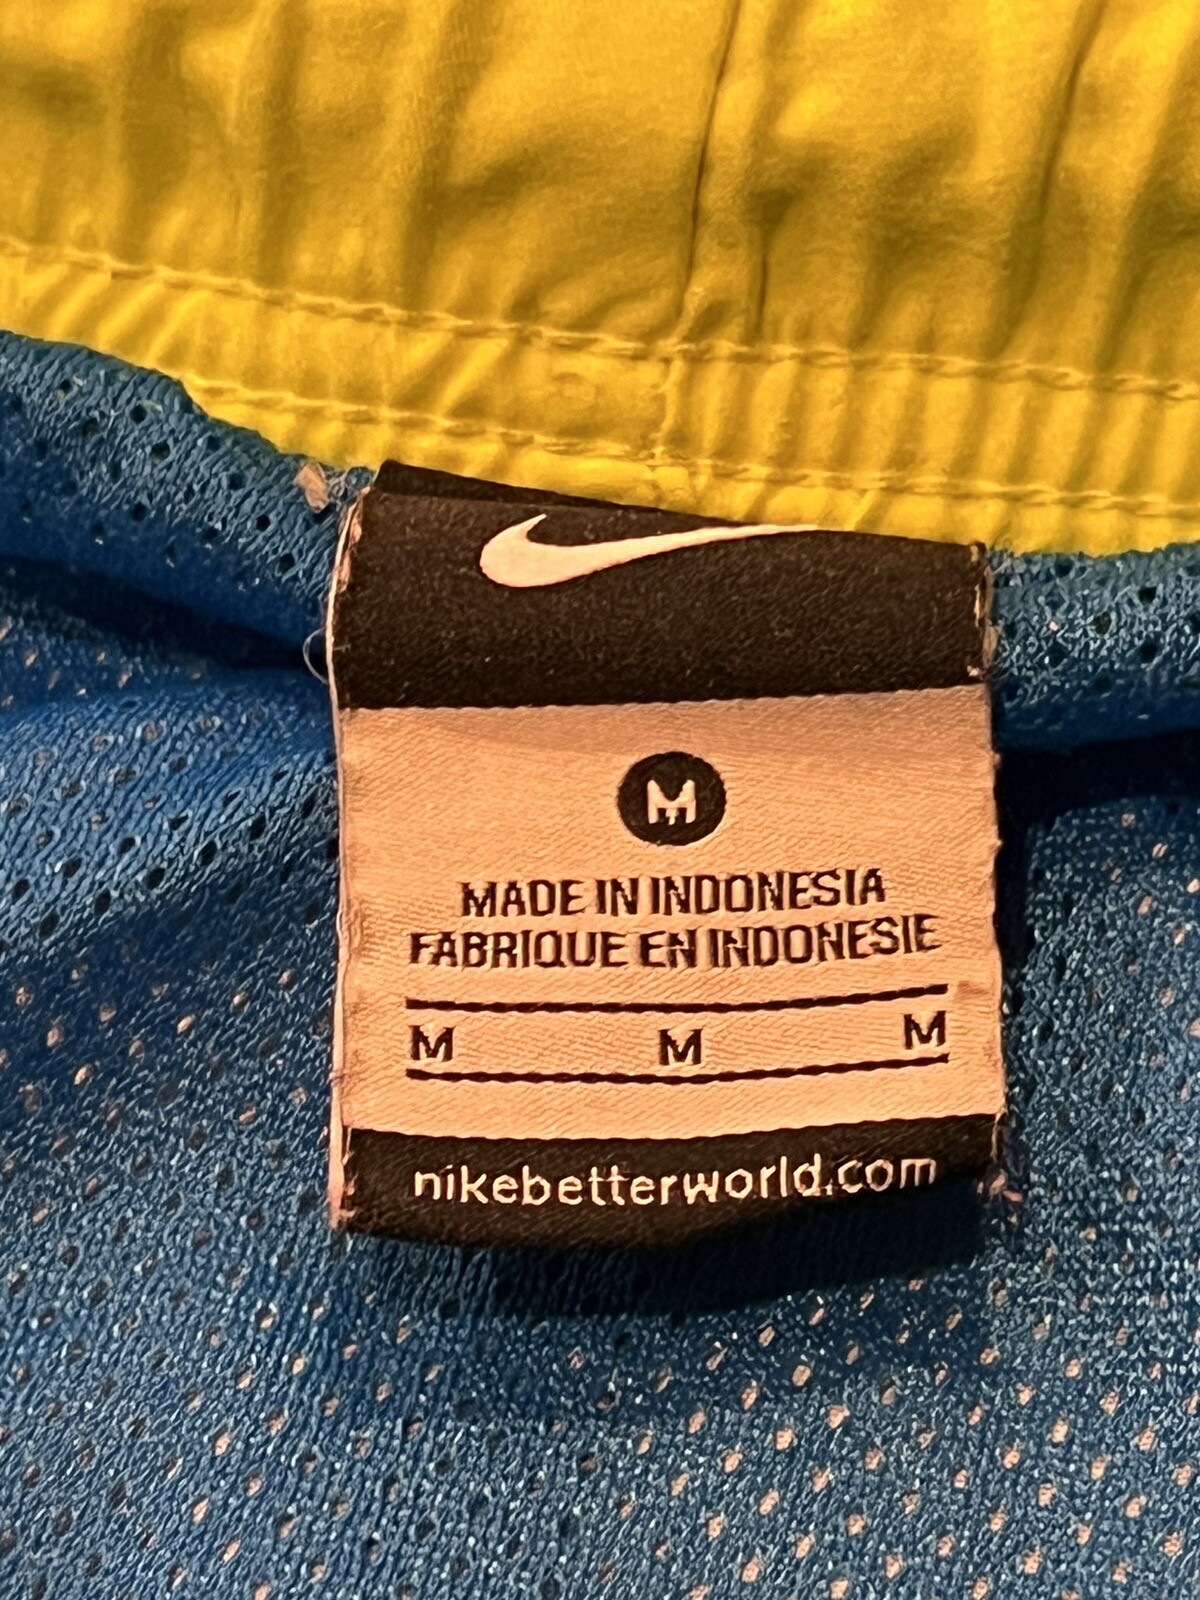 M
MADE IN INDONESIA
FABRIQUE EN INDONESIE
M M M
nikebetterworld.com